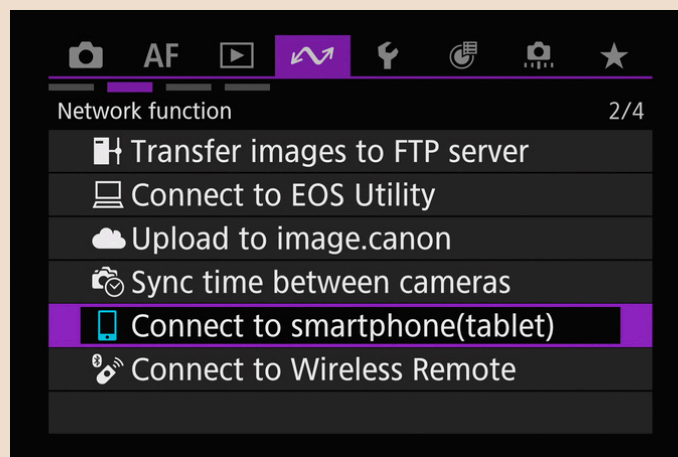 AF
Network function 2/4
Transfer images to FTP server
Connect to EOS Utility
Upload to image.canon
Sync time between cameras
Connect to smartphone(tablet)
Connect to Wireless Remote